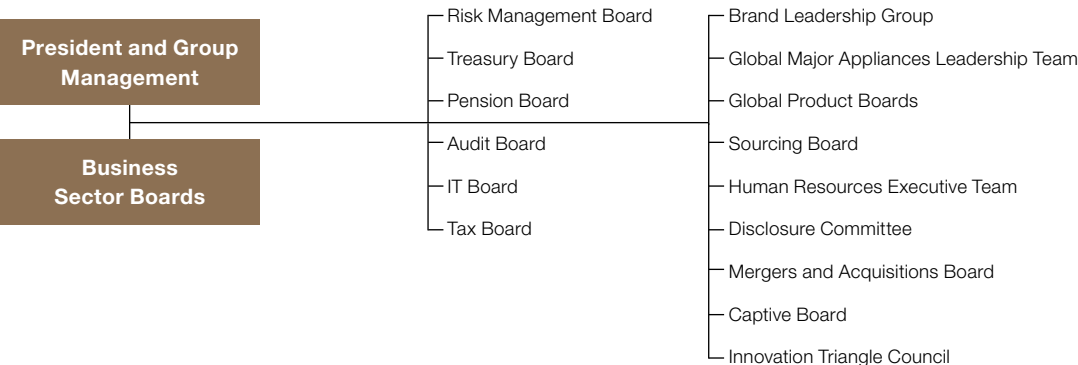 President and Group
Management
Business
Sector Boards
Risk Management Board
Treasury Board
Pension Board
Audit Board
IT Board
Tax Board
Brand Leadership Group
Global Major Appliances Leadership Team
Global Product Boards
Sourcing Board
Human Resources Executive Team
Disclosure Committee
Mergers and Acquisitions Board
Captive Board
Innovation Triangle Council